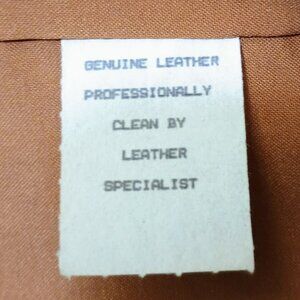 GENUINE LEATHER
PROFESSIONALLY
CLEAN BY
LEATHER
SPECIALIST